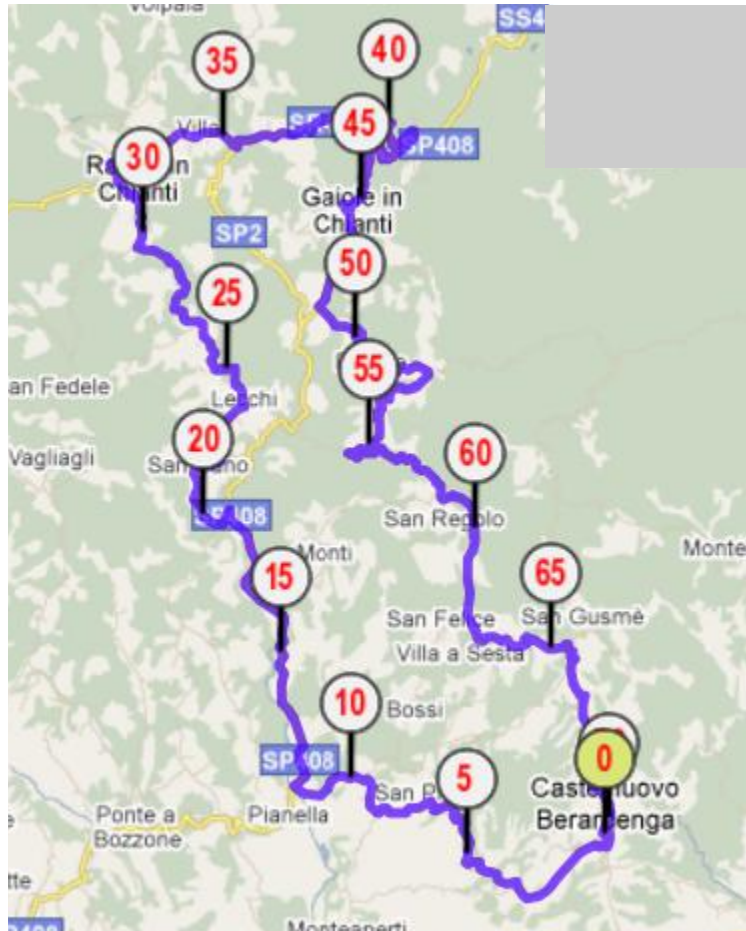 SS4
40
35
45
SP408
30
Chianti
Gaiole in
Chianti
SP2
50
25
55
an Fedele
20
Vagliagli
60
San Regolo
Monti
Monte
15
65
San Felice
San Gusmè
Villa a Sesta
10
Bossi
0
5
Castelnuovo
Berardenga
Ponte a
Bozzone
Pianella
Monteaperti